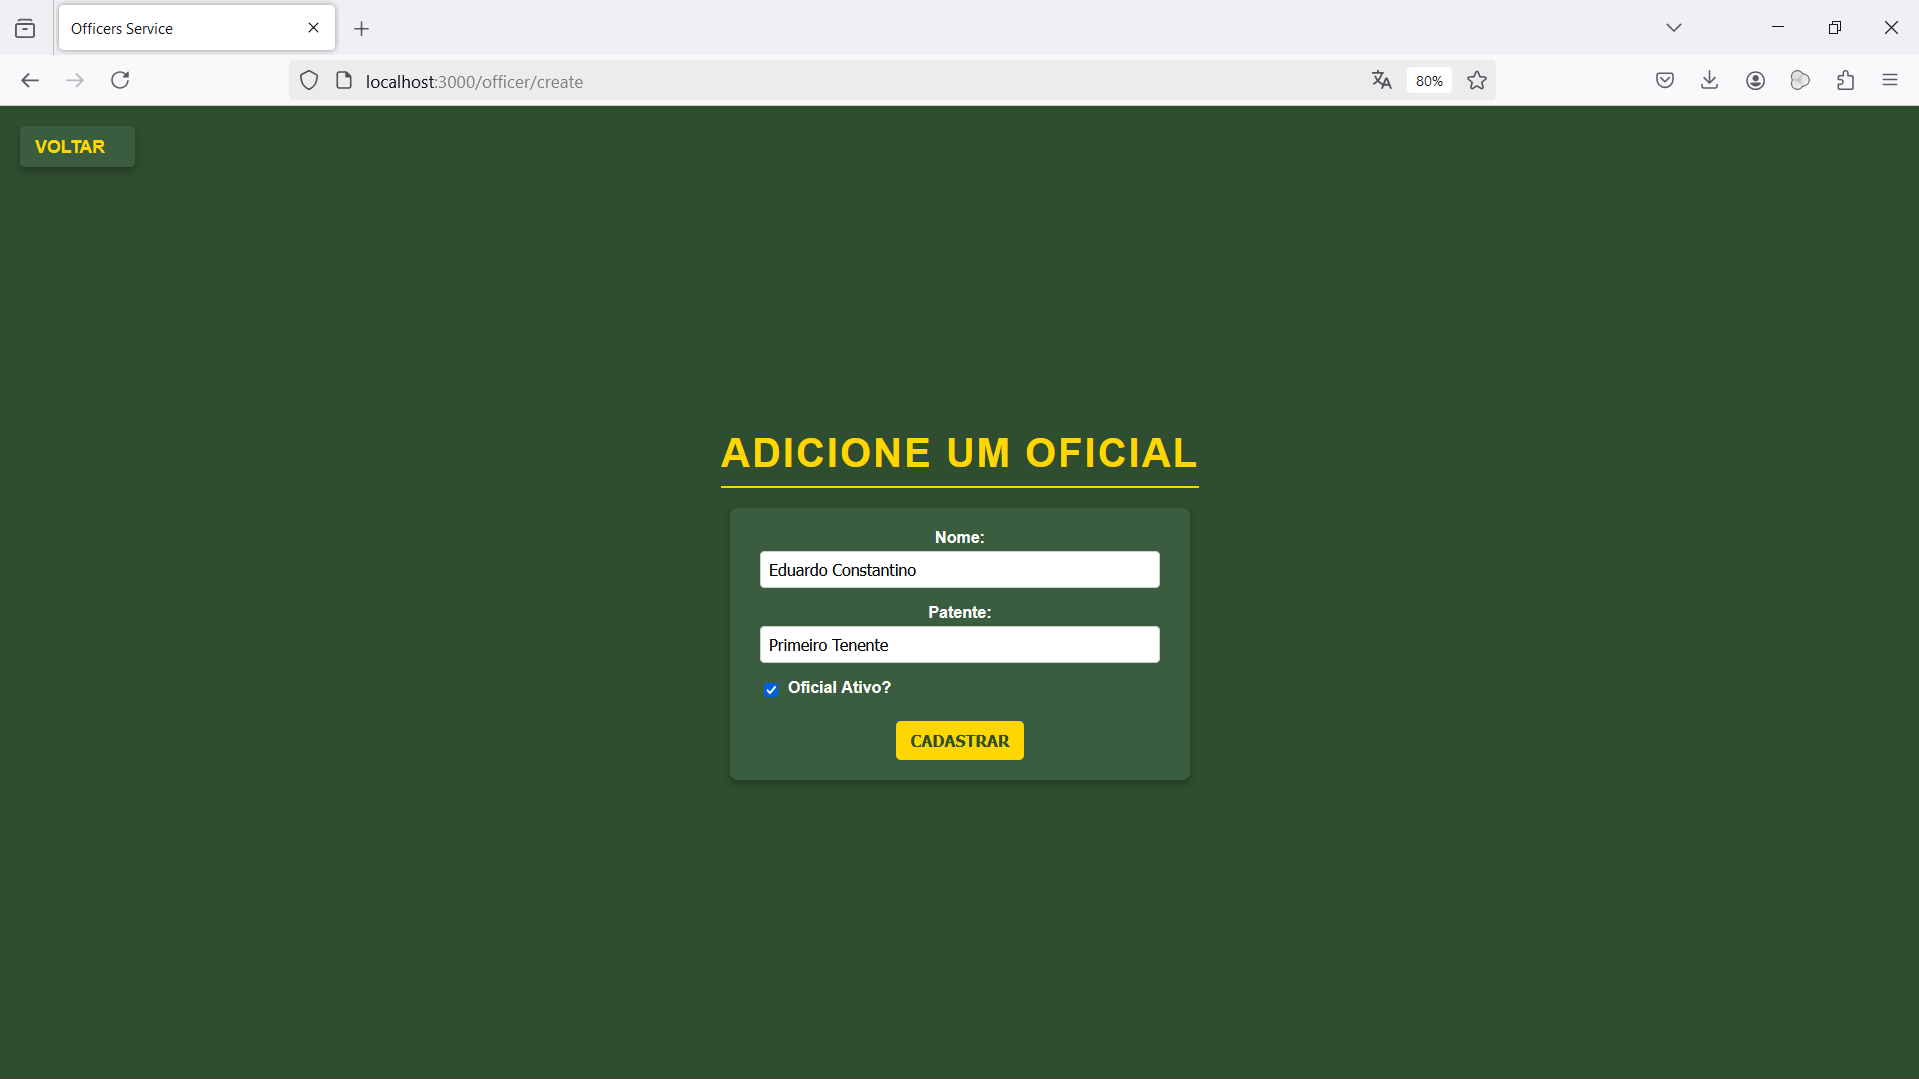 Officers Service
localhost:3000/officer/create
80%
VOLTAR
ADICIONE UM OFICIAL
Nome:
Eduardo Constantino
Patente:
Primeiro Tenente
Oficial Ativo?
CADASTRAR